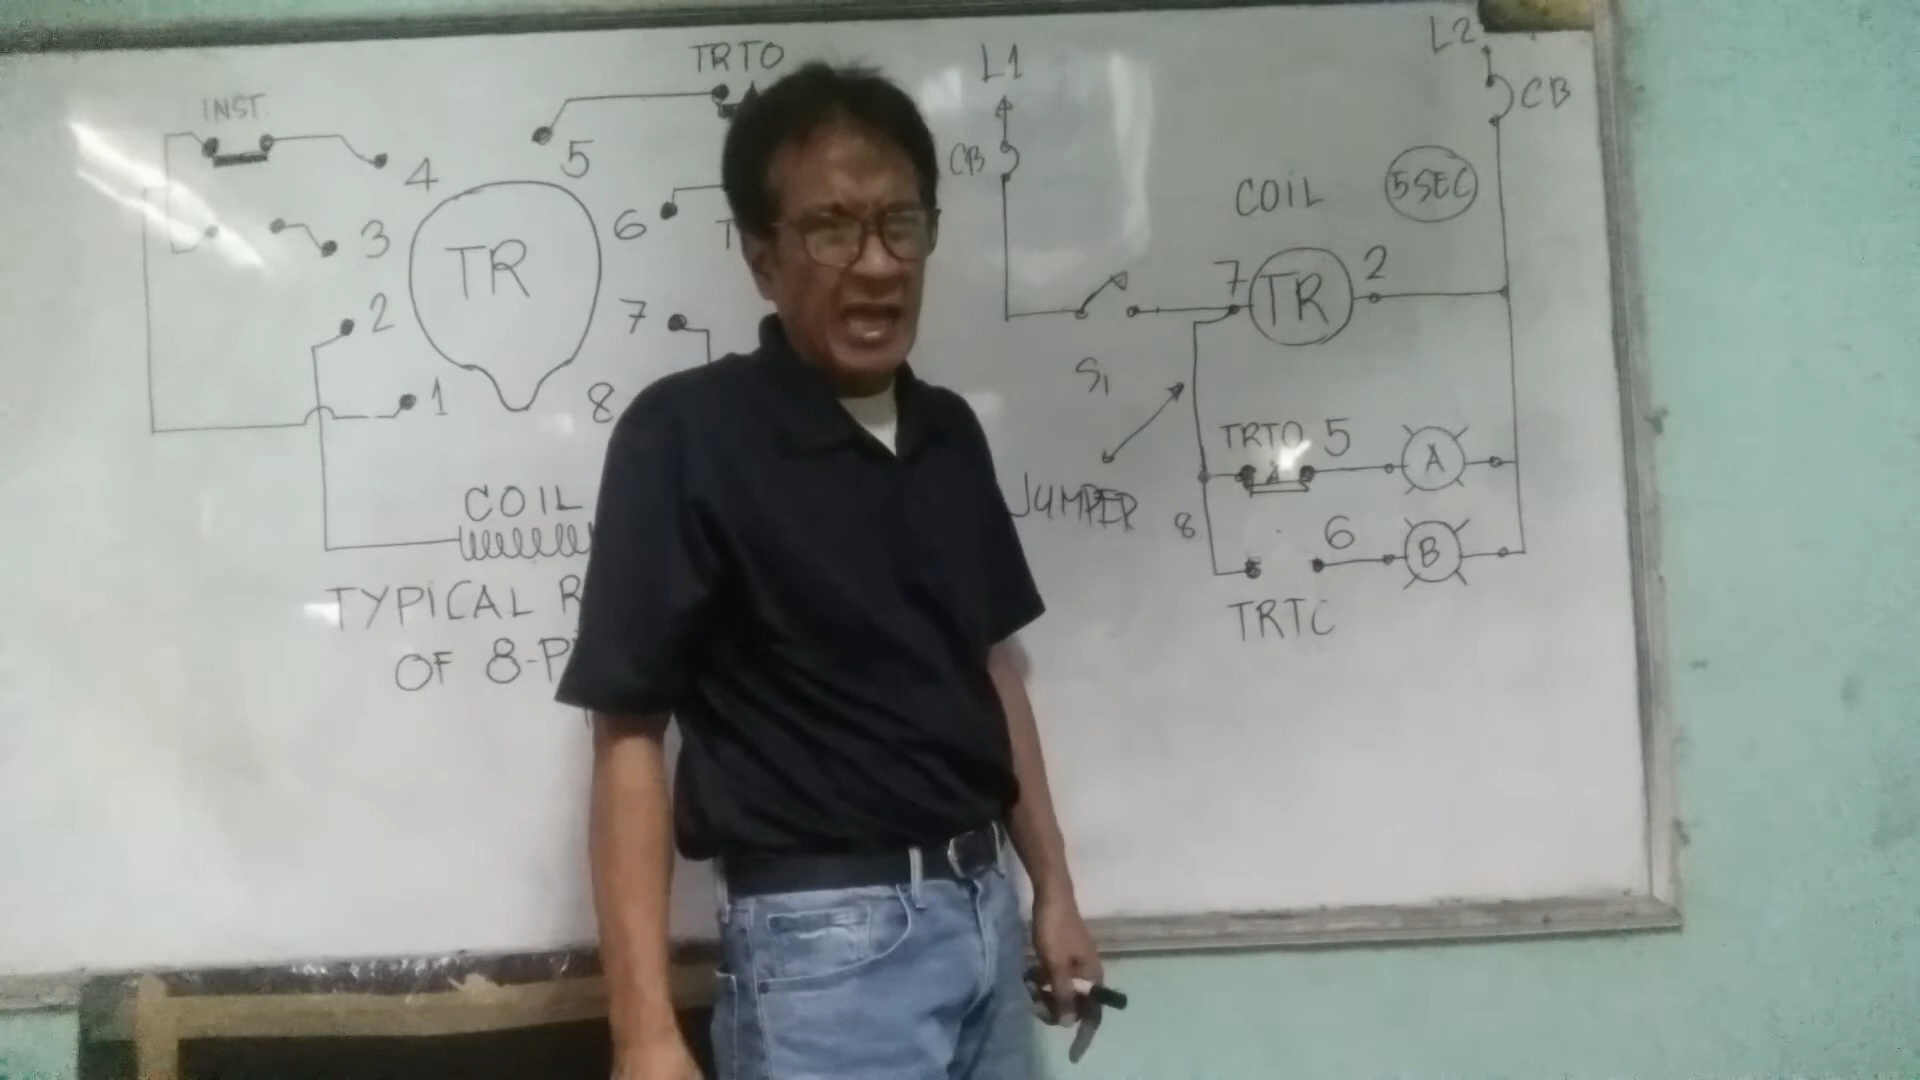 INST.
4
3
2
1
TR
TRTO
5
6
7
8
COIL
TYPICAL
OF 8-P
L1
CB
S1
JUMPER
L2
CB
COIL
5SEC
7
TR
2
TRTO 5
A
8
6
B
TRTC